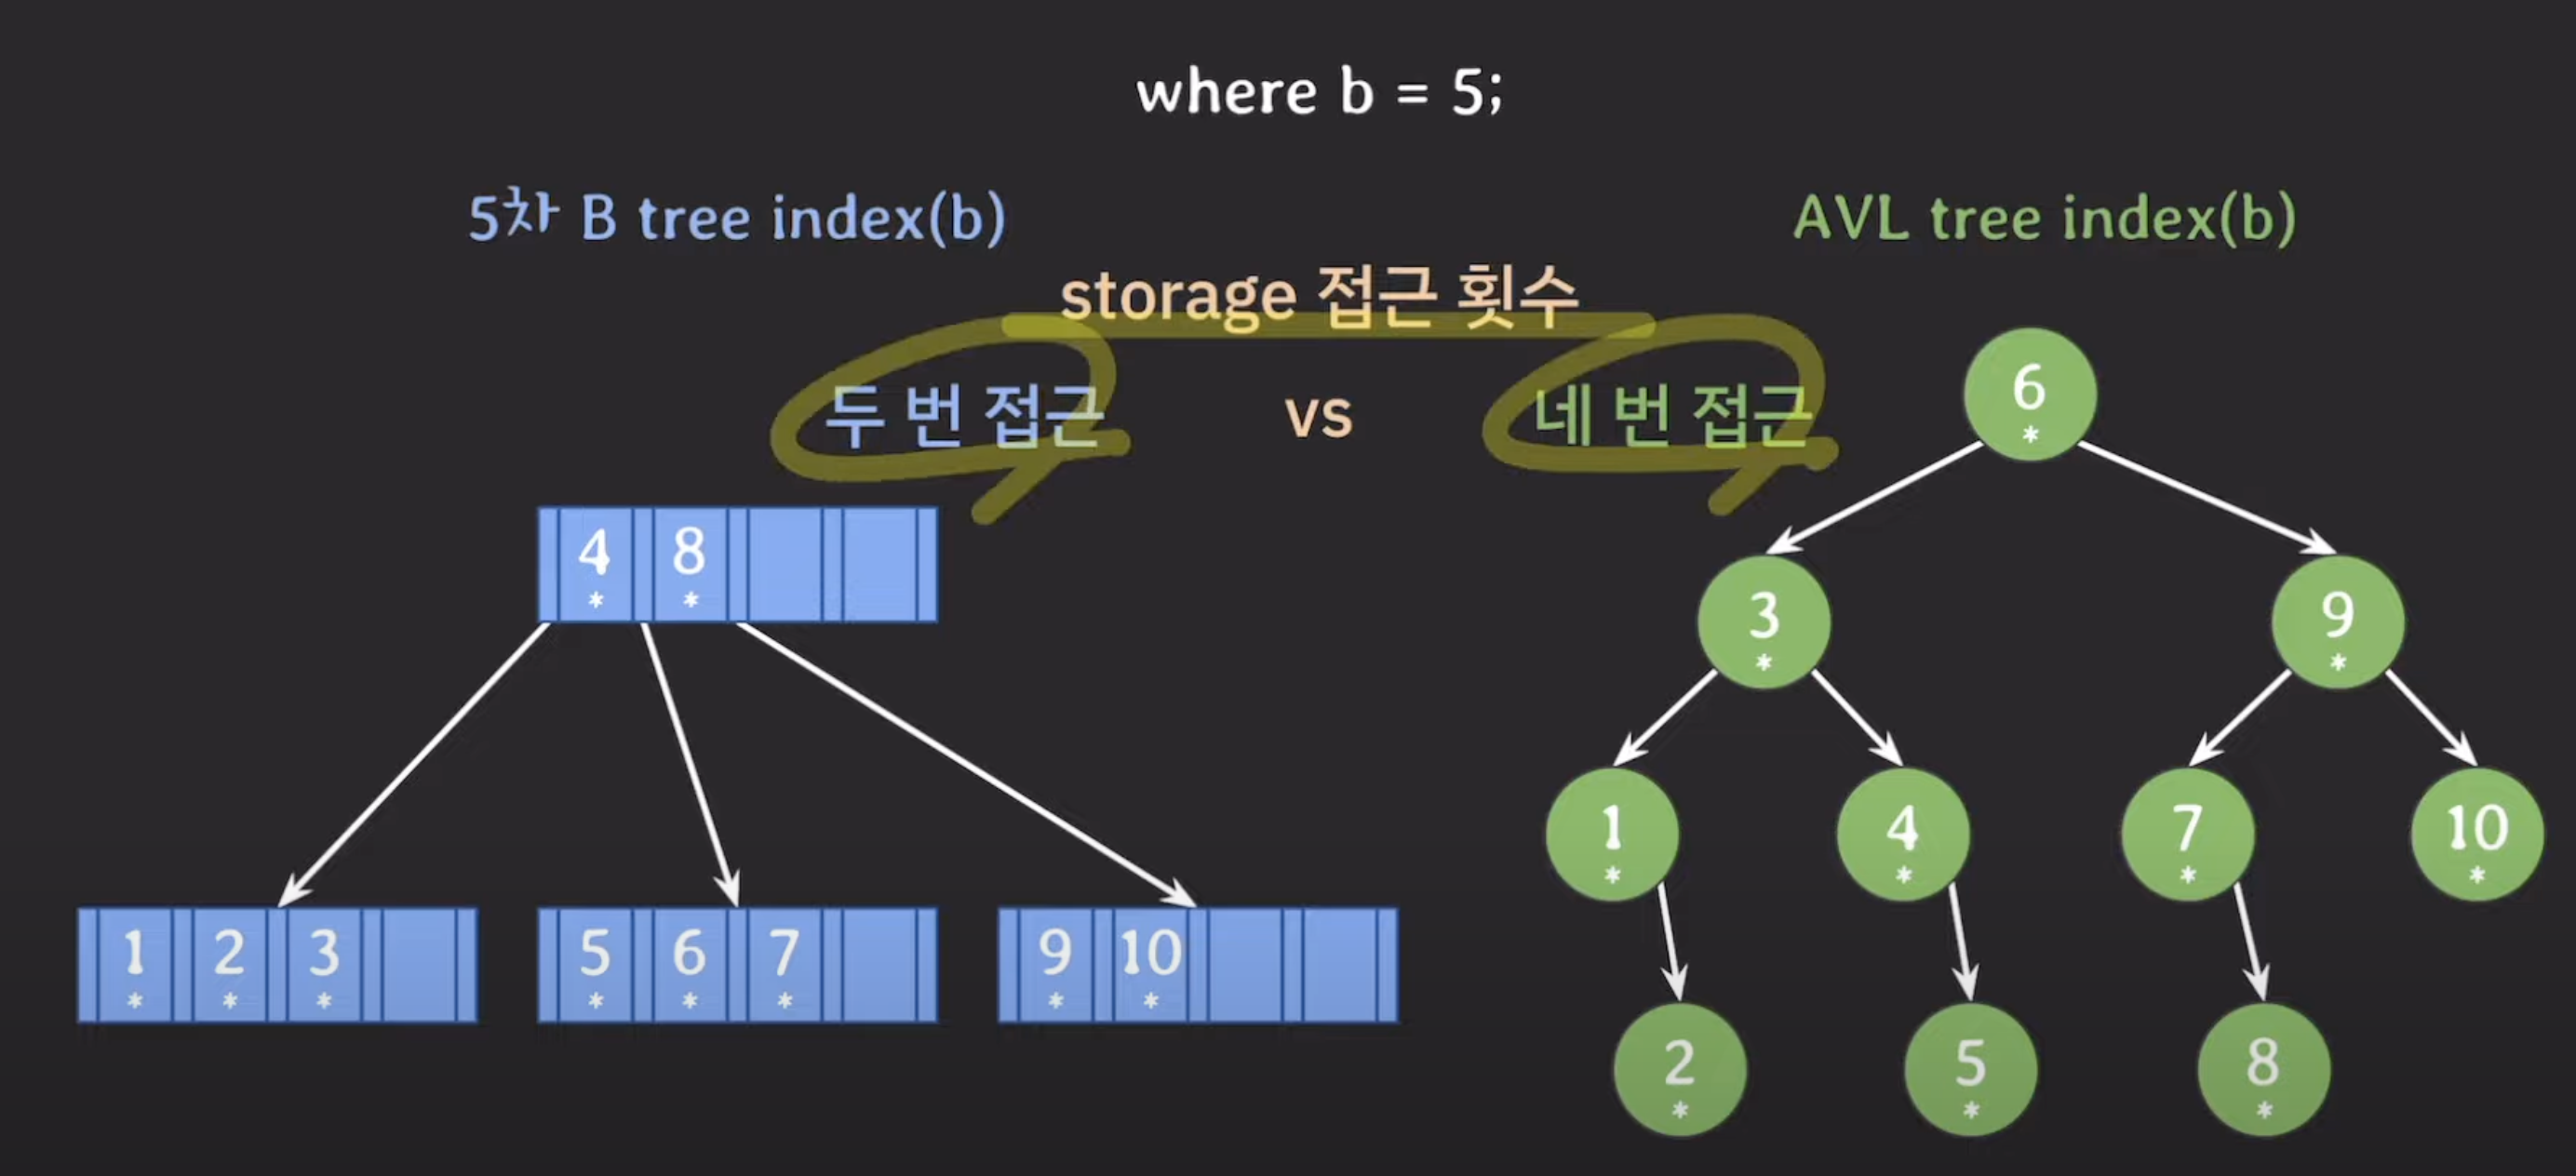 where b = 5;
5차 B tree index(b)
AVL tree index(b)
storage 접근 횟수
두 번 접근 vs 네 번 접근
4 8
* *
1 2 3
* * *
5 6 7
* * *
9 10
* *
6
*
3 9
* *
1 4 7 10
* * * *
2 5 8
* * *